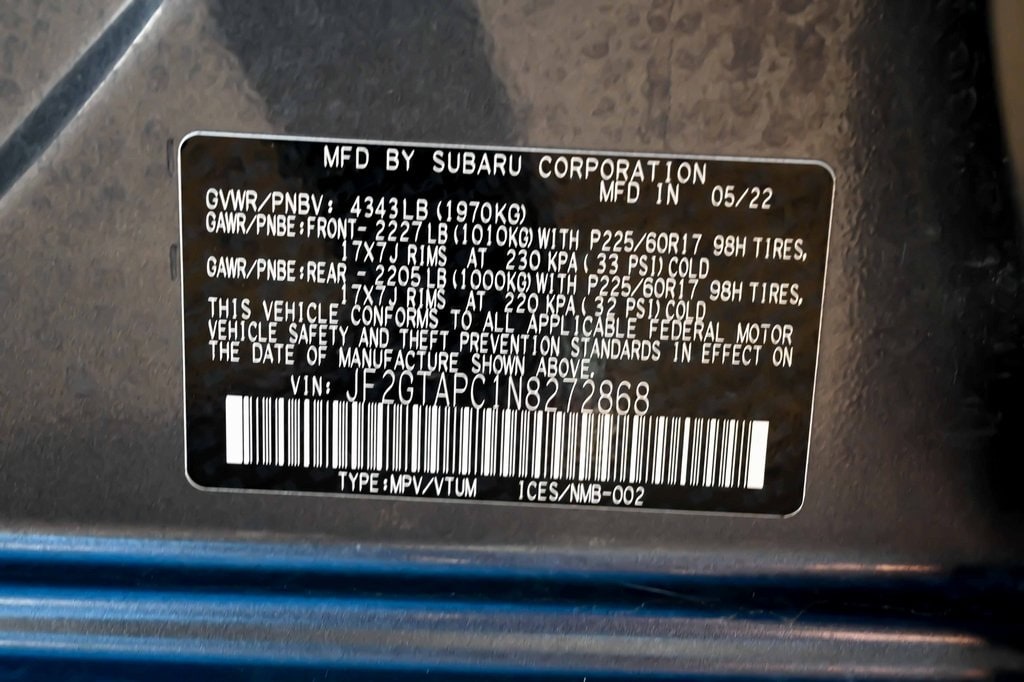 MFD BY SUBARU CORPORATION
MFD IN 05/22
GVWR/PNBV: 4343LB (1970KG)
GAWR/PNBE:FRONT- 2227LB(1010KG)WITH P225/60R17 98H TIRES,
17X7J RIMS AT 230 KPA( 33 PSI)COLD
GAWR/PNBE:REAR - 2205LB(1000KG)WITH P225/60R17 98H TIRES,
17X7J RIMS AT 220 KPA( 32 PSI)COLD
THIS VEHICLE CONFORMS TO ALL APPLICABLE FEDERAL MOTOR
VEHICLE SAFETY AND THEFT PREVENTION STANDARDS IN EFFECT ON
THE DATE OF MANUFACTURE SHOWN ABOVE.
VIN: JF2GTAPC1N8272868
TYPE:MPV/VTUM ICES/NMB-002